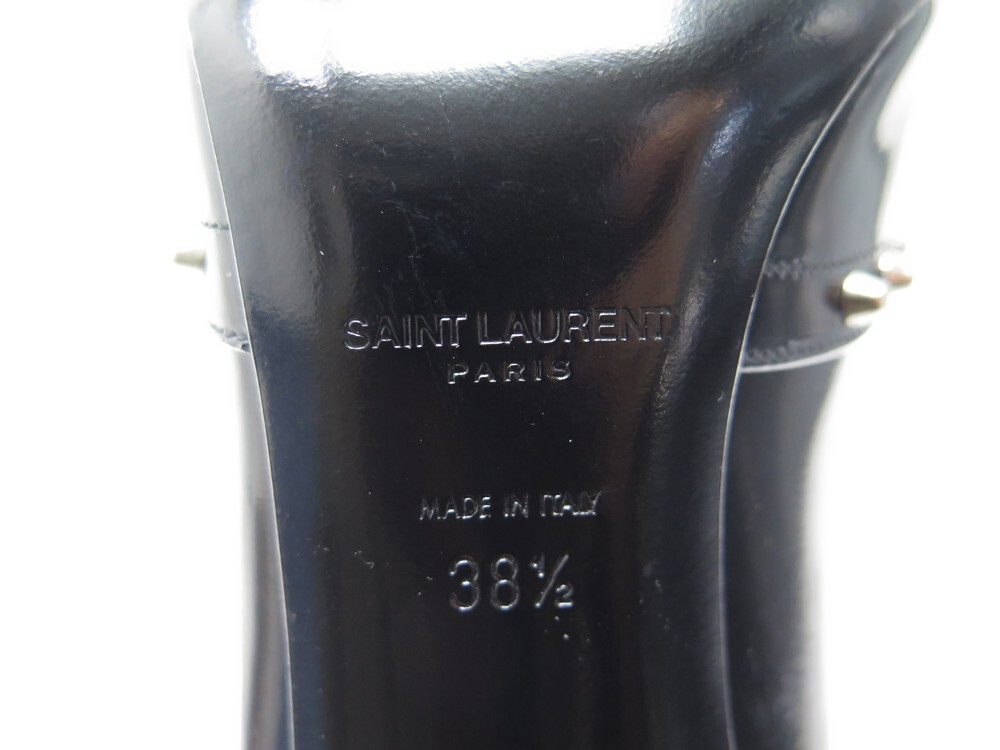 SAINT LAURENT
PARIS
MADE IN ITALY
38½